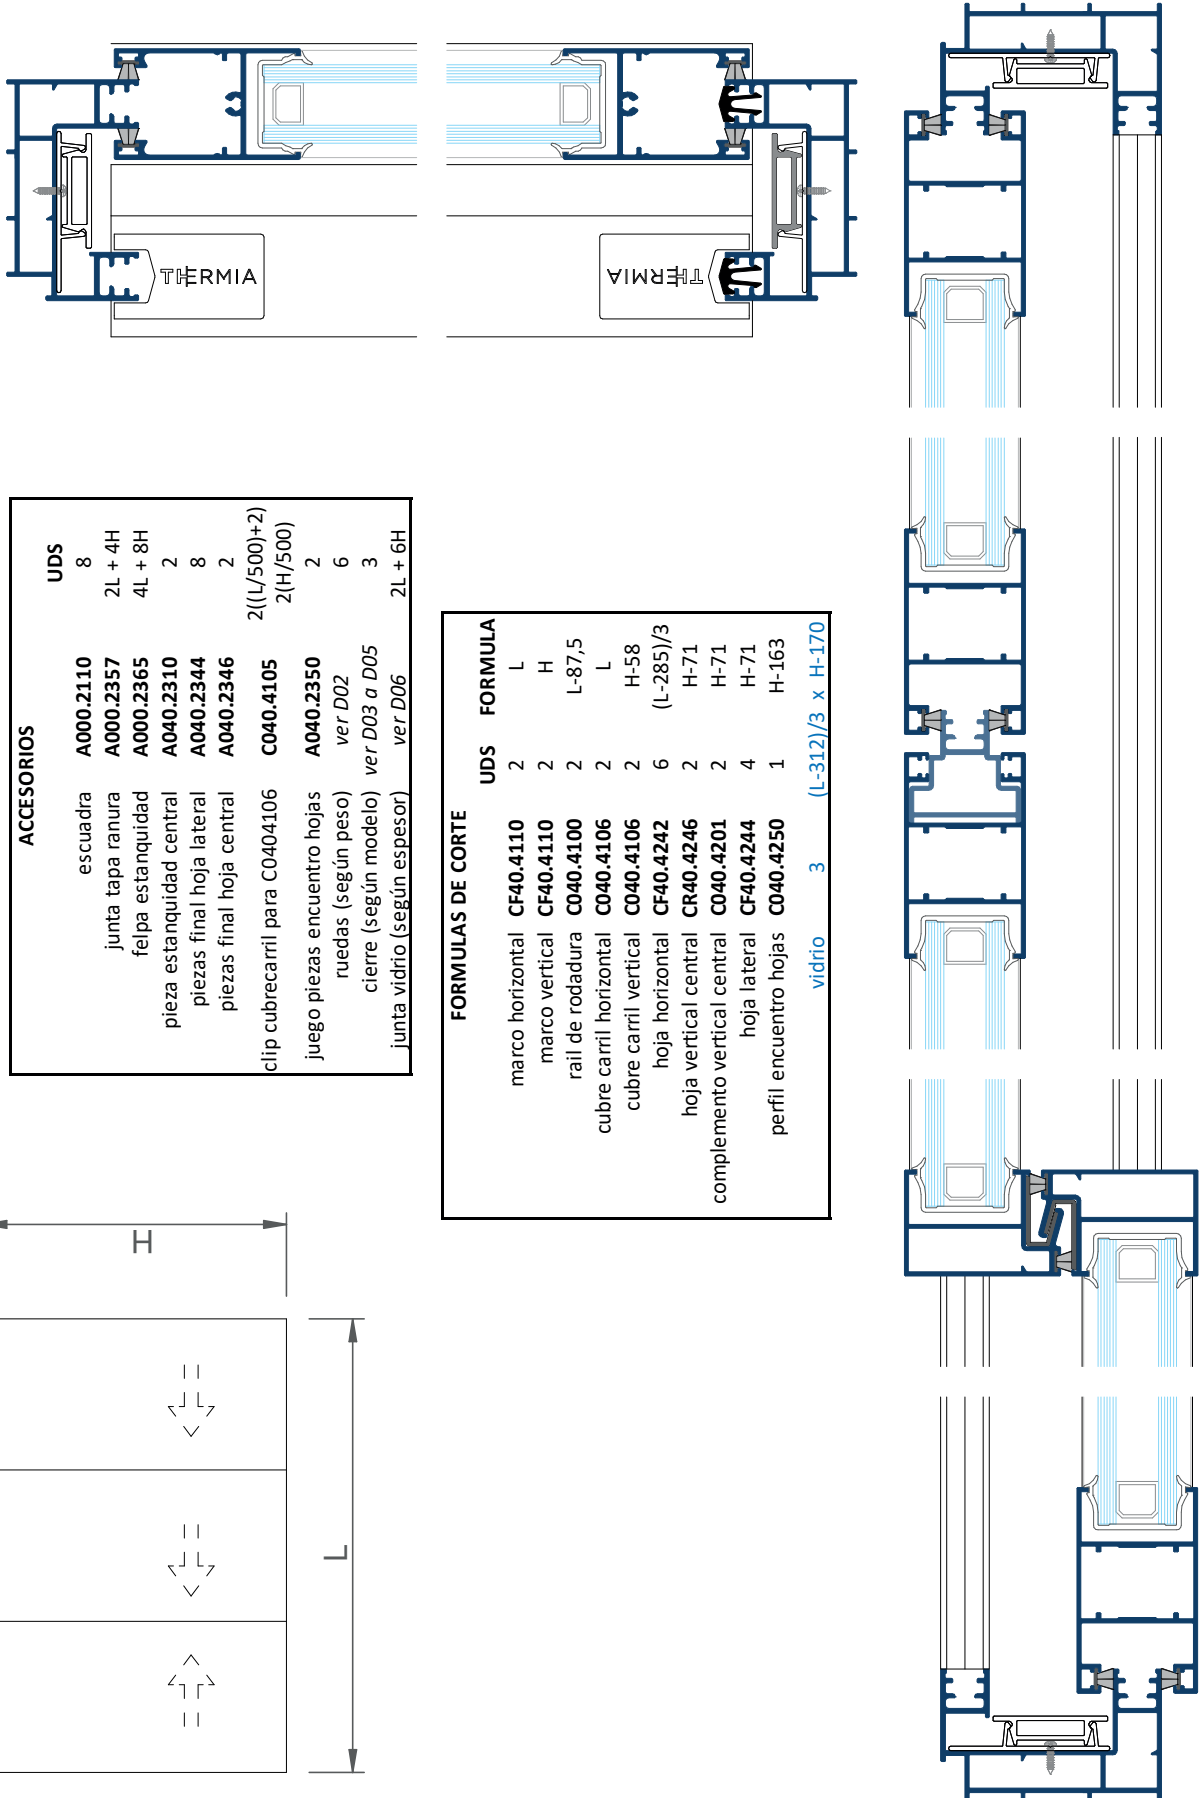 THERMIA
THERMIA
ACCESORIOS
UDS
escuadra A000.2110 8
junta tapa ranura A000.2357 2L + 4H
felpa estanquidad A000.2365 4L + 8H
pieza estanquidad central A040.2310 2
piezas final hoja lateral A040.2344 8
piezas final hoja central A040.2346 2
clip cubrecarril para C0404106 C040.4105 2((L/500)+2)
2(H/500)
juego piezas encuentro hojas A040.2350 2
ruedas (según peso) ver D02 6
cierre (según modelo) ver D03 a D05 3
junta vidrio (según espesor) ver D06 2L + 6H
FORMULAS DE CORTE
UDS FORMULA
marco horizontal CF40.4110 2 L
marco vertical CF40.4110 2 H
rail de rodadura C040.4100 2 L-87,5
cubre carril horizontal C040.4106 2 L
cubre carril vertical C040.4106 2 H-58
hoja horizontal CF40.4242 6 (L-285)/3
hoja vertical central CR40.4246 2 H-71
complemento vertical central C040.4201 2 H-71
hoja lateral CF40.4244 4 H-71
perfil encuentro hojas C040.4250 1 H-163
vidrio 3 (L-312)/3 x H-170
H
L